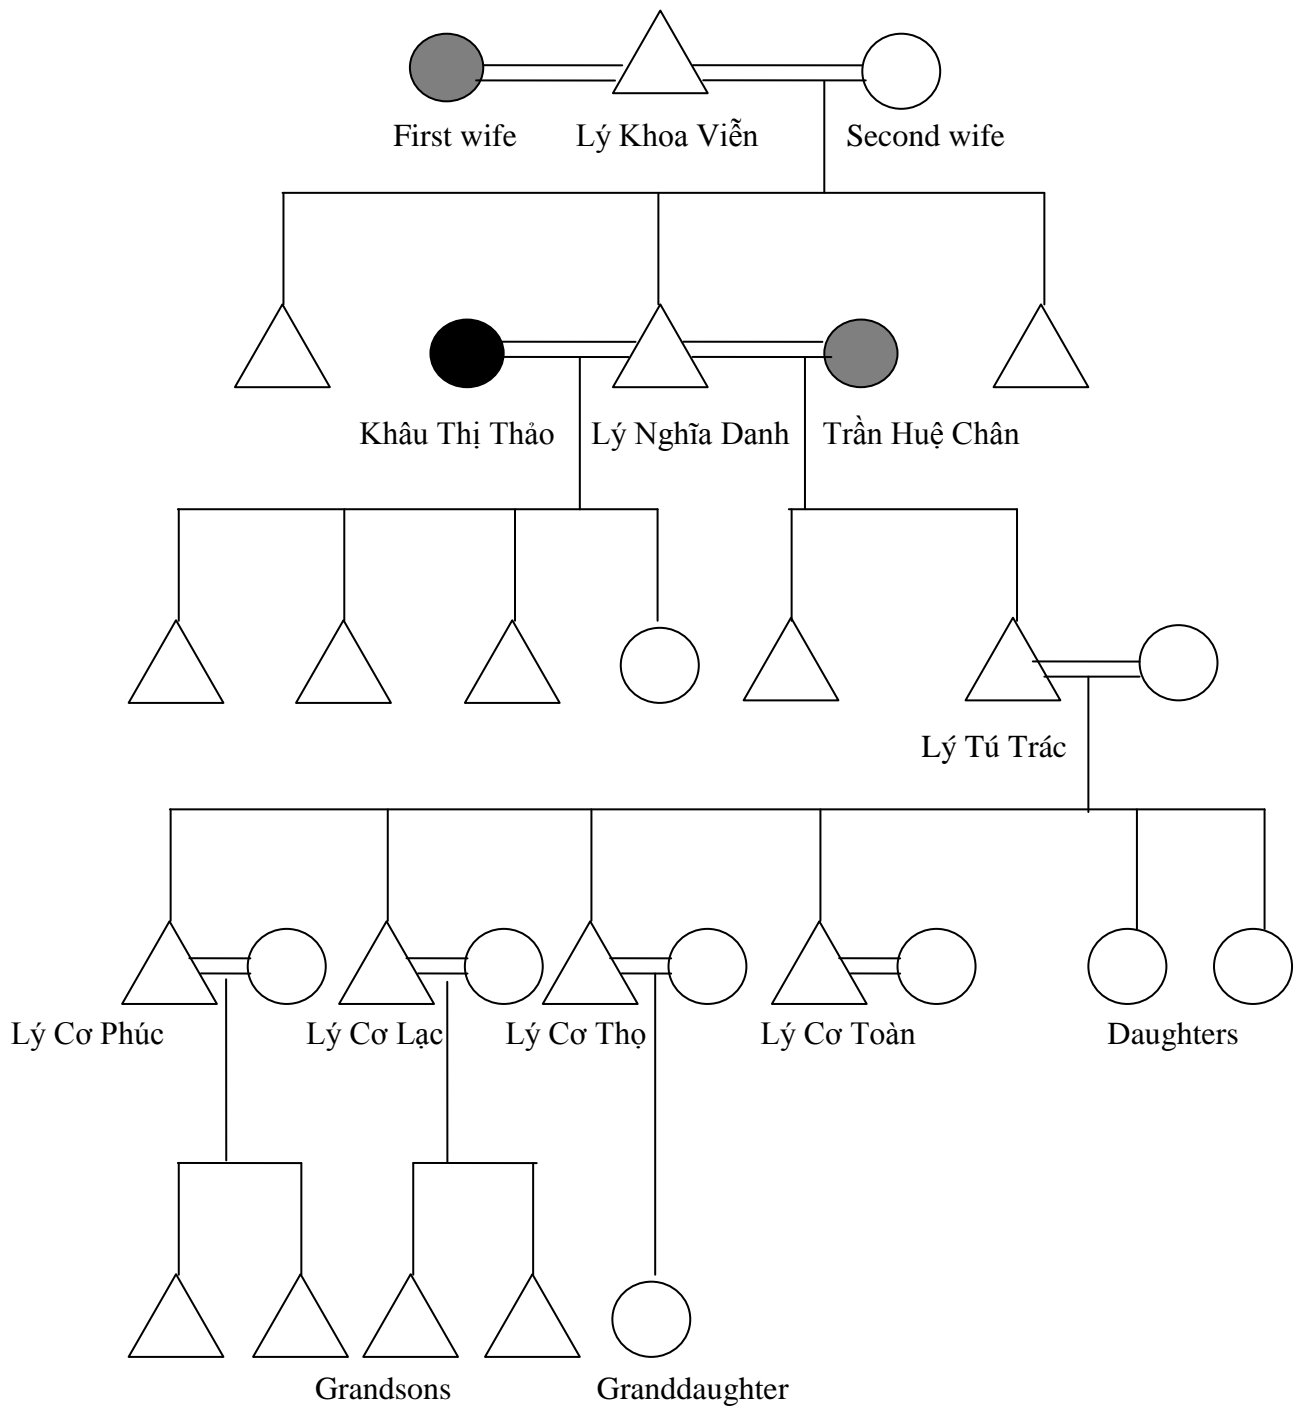 First wife Lý Khoa Viễn Second wife
Khâu Thị Thảo Lý Nghĩa Danh Trần Huệ Chân
Lý Tú Trác
Lý Cơ Phúc Lý Cơ Lạc Lý Cơ Thọ Lý Cơ Toàn Daughters
Grandsons Granddaughter